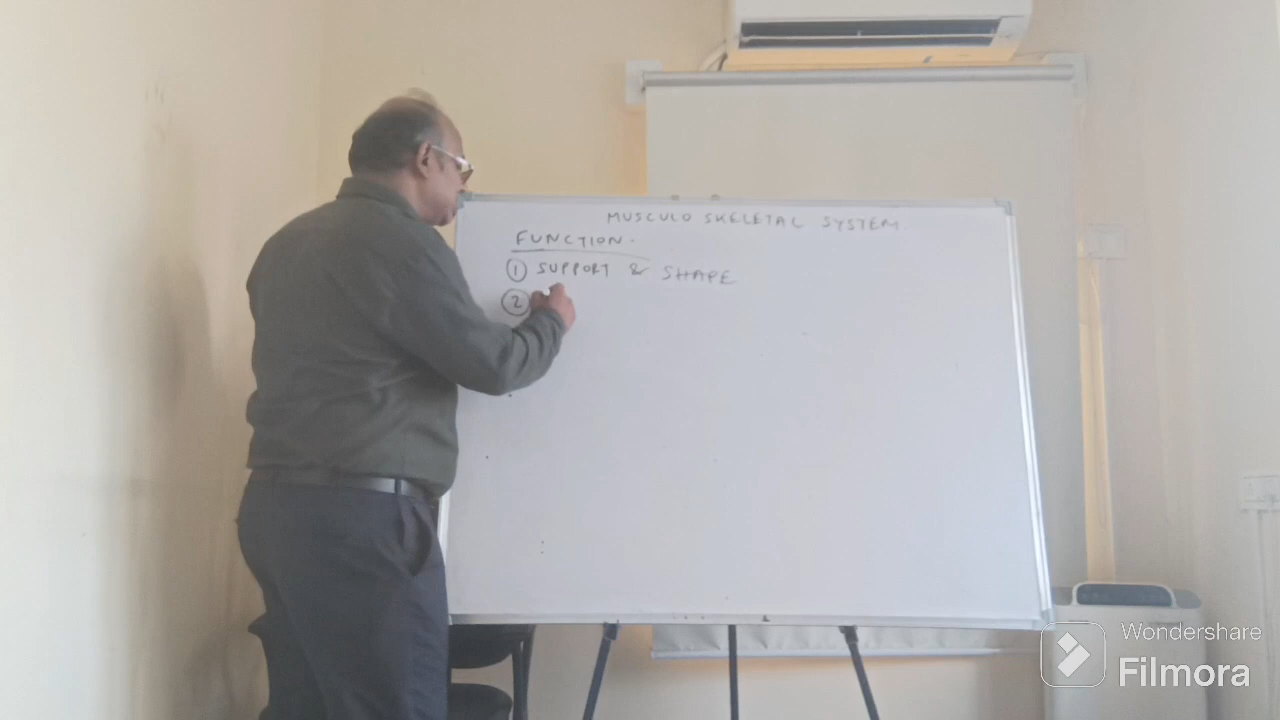 MUSCULO SKELETAL SYSTEM
FUNCTION.
1 SUPPORT & SHAPE
2
Wondershare
Filmora